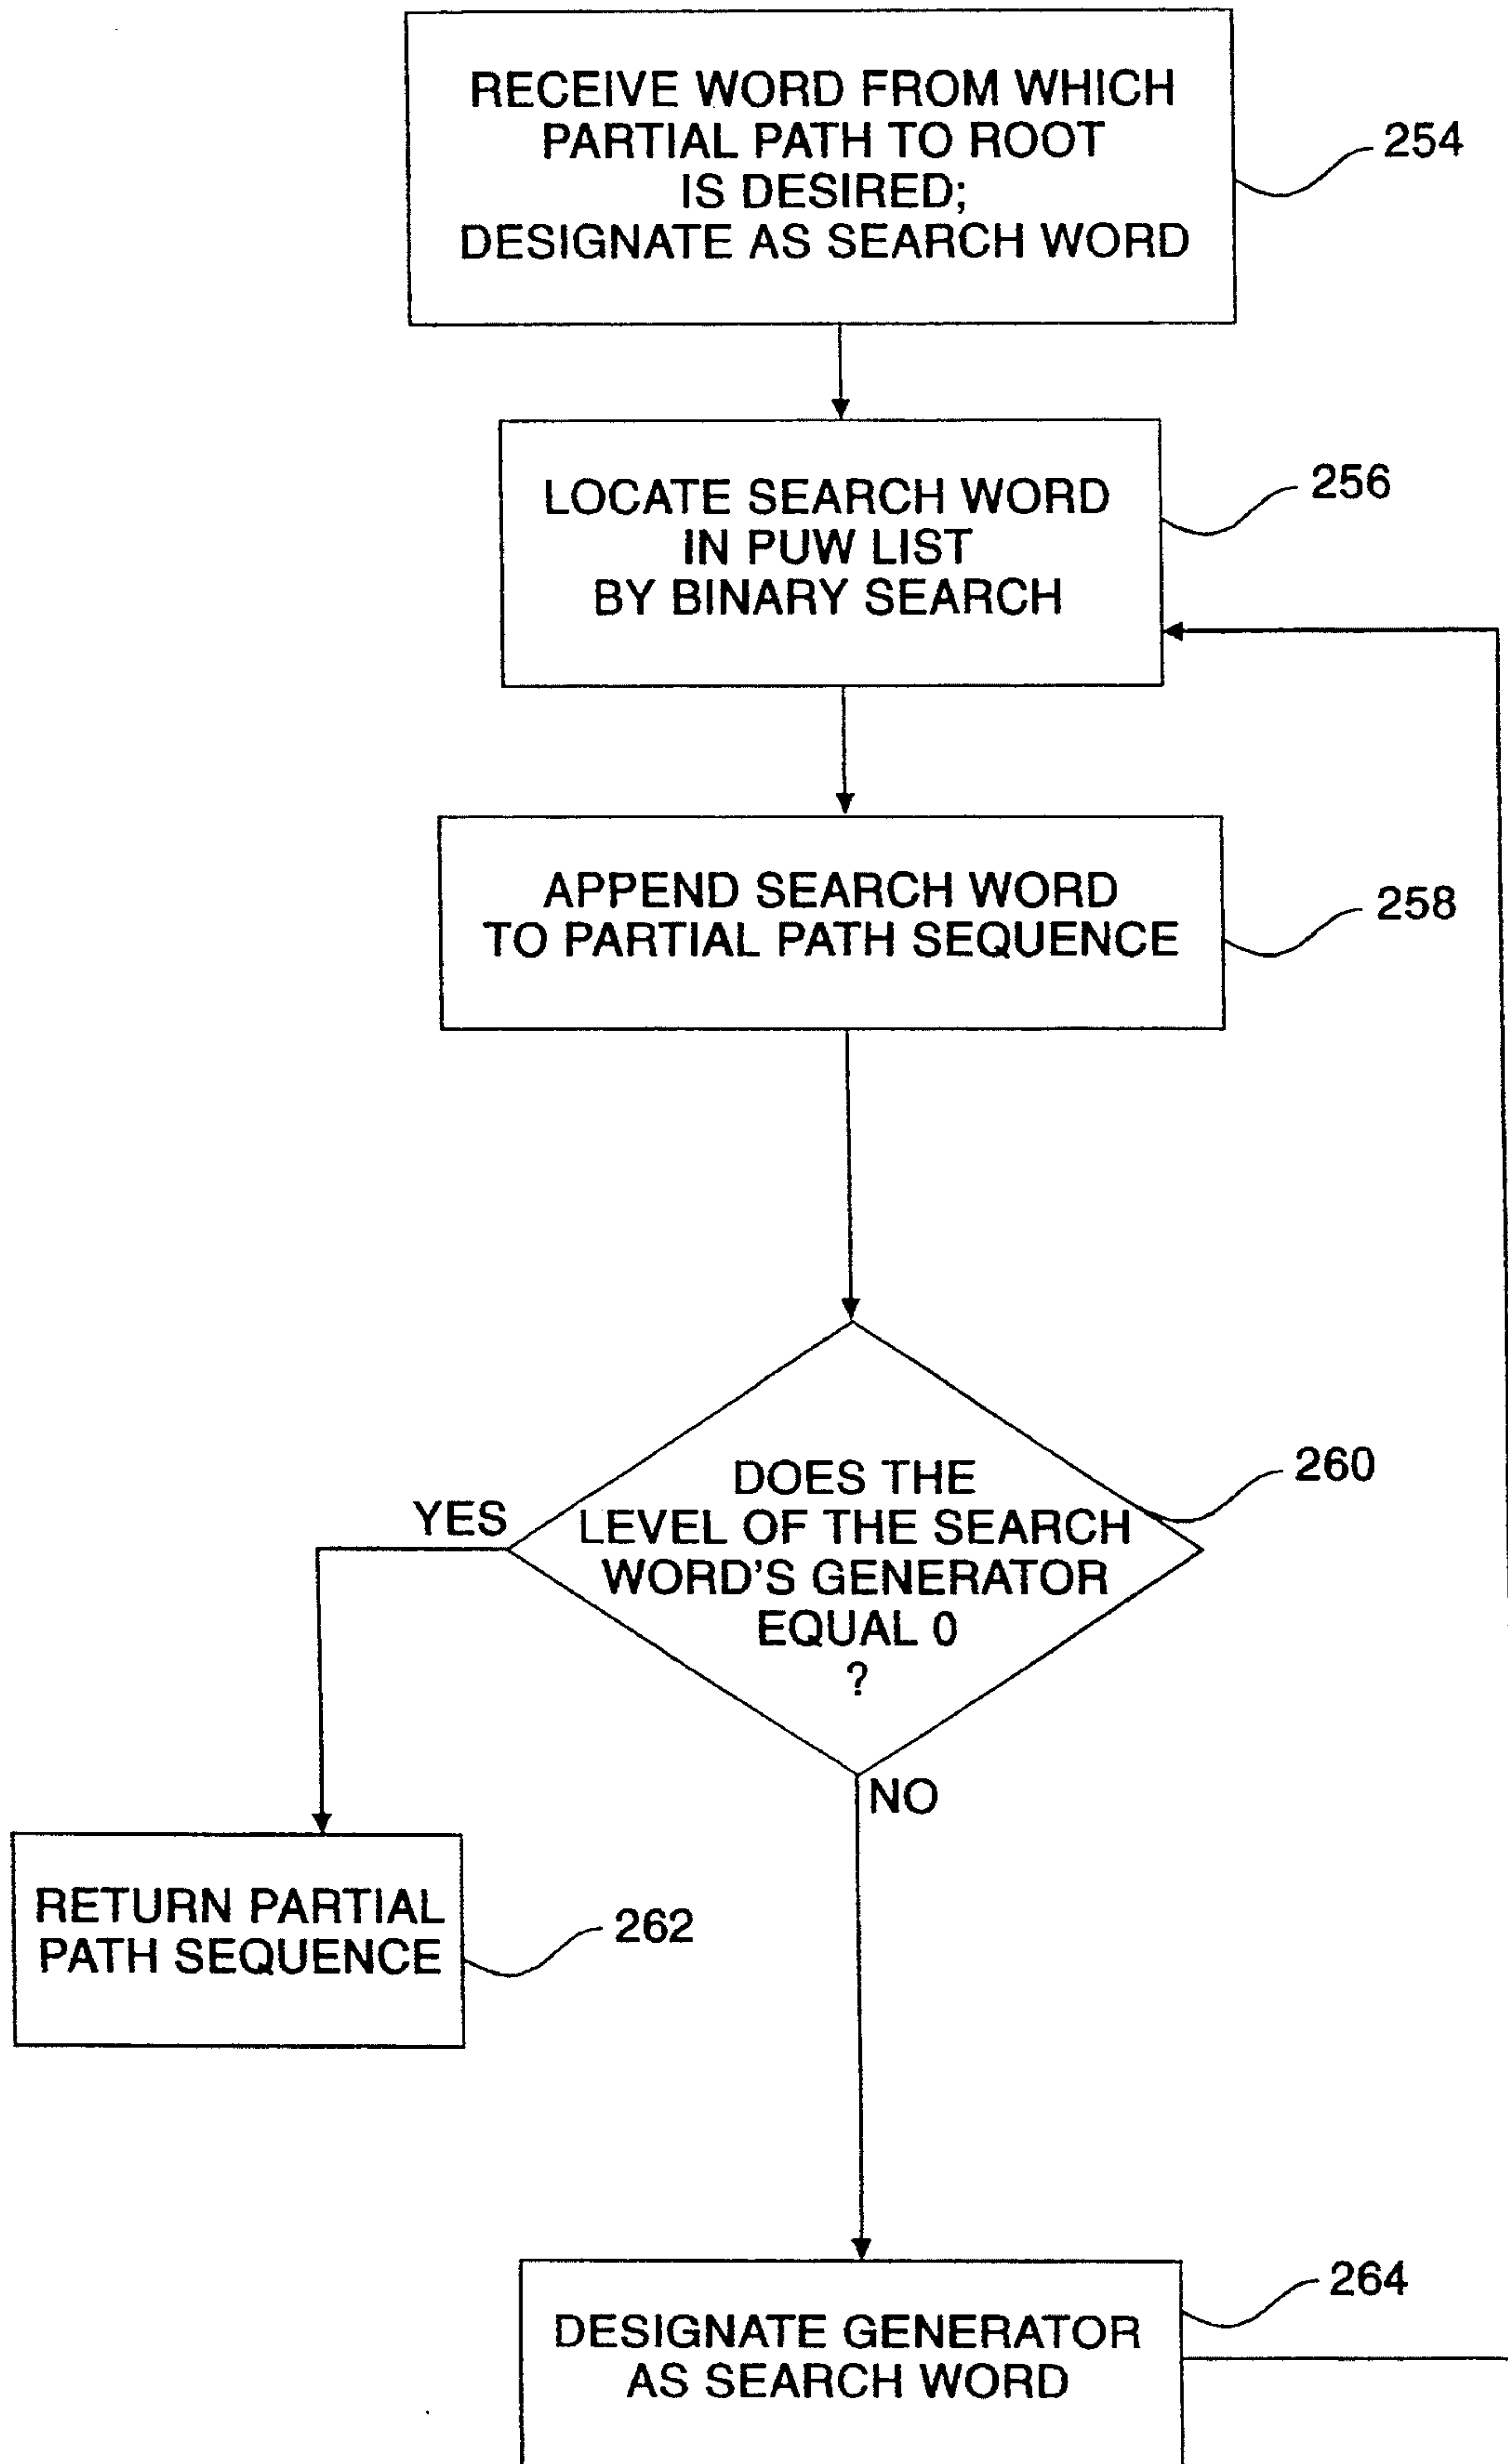 RECEIVE WORD FROM WHICH
PARTIAL PATH TO ROOT
IS DESIRED;
DESIGNATE AS SEARCH WORD
254
LOCATE SEARCH WORD
IN PUW LIST
BY BINARY SEARCH
256
APPEND SEARCH WORD
TO PARTIAL PATH SEQUENCE
258
DOES THE
LEVEL OF THE SEARCH
WORD'S GENERATOR
EQUAL 0
?
260
YES
NO
RETURN PARTIAL
PATH SEQUENCE
262
DESIGNATE GENERATOR
AS SEARCH WORD
264